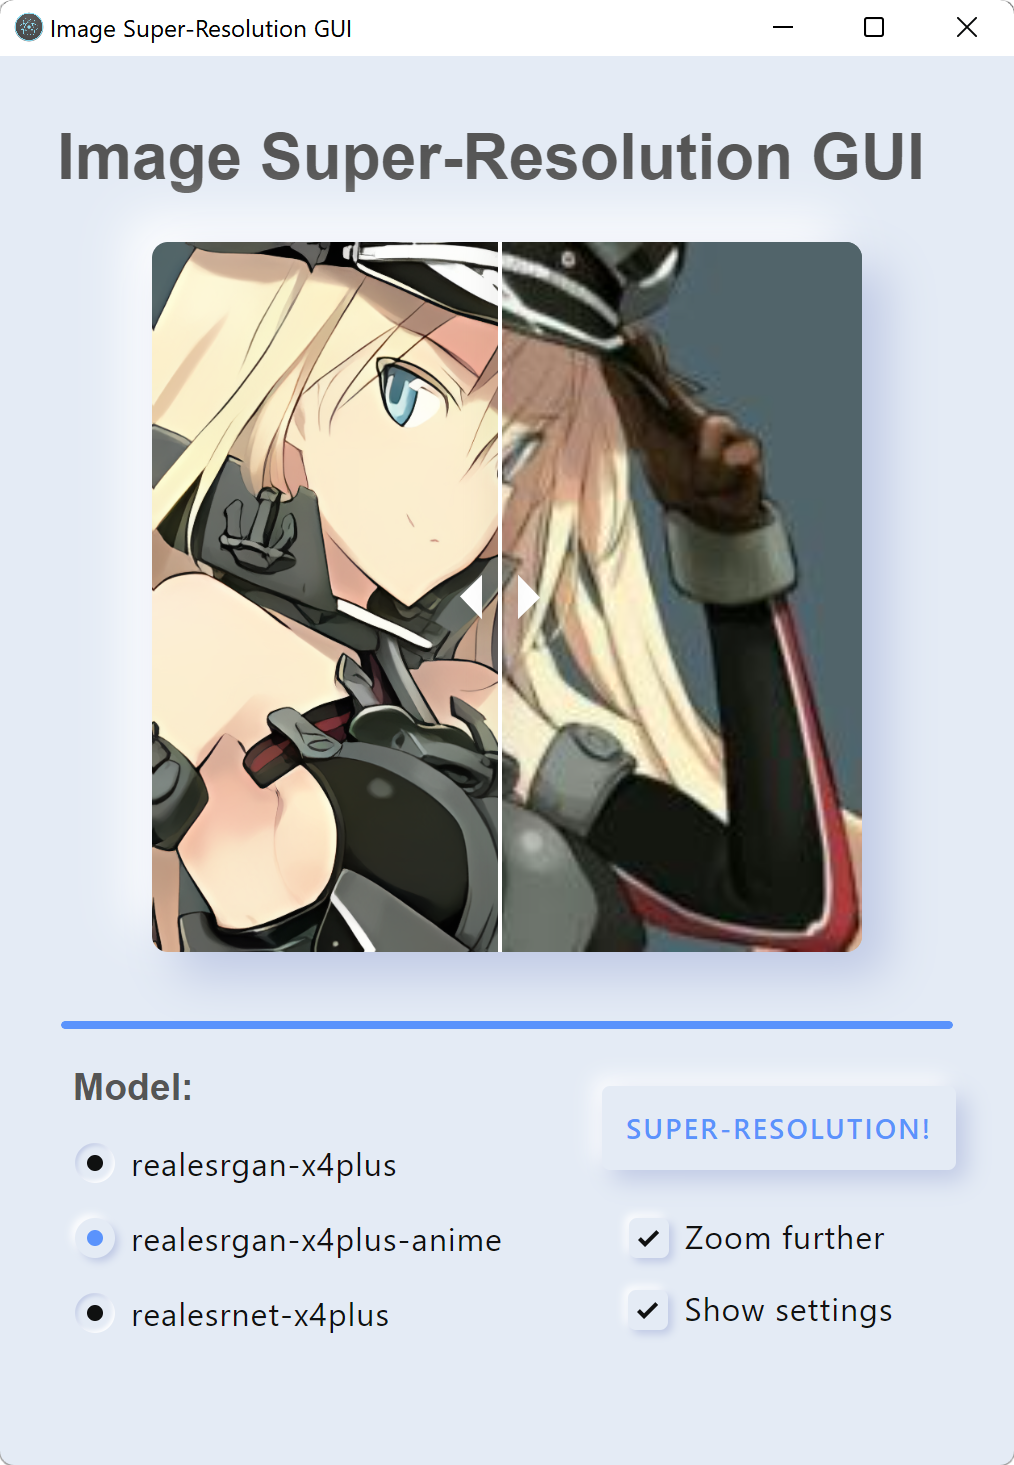 Image Super-Resolution GUI
Image Super-Resolution GUI
Model:
realesrgan-x4plus
realesrgan-x4plus-anime
realesrnet-x4plus
SUPER-RESOLUTION!
Zoom further
Show settings